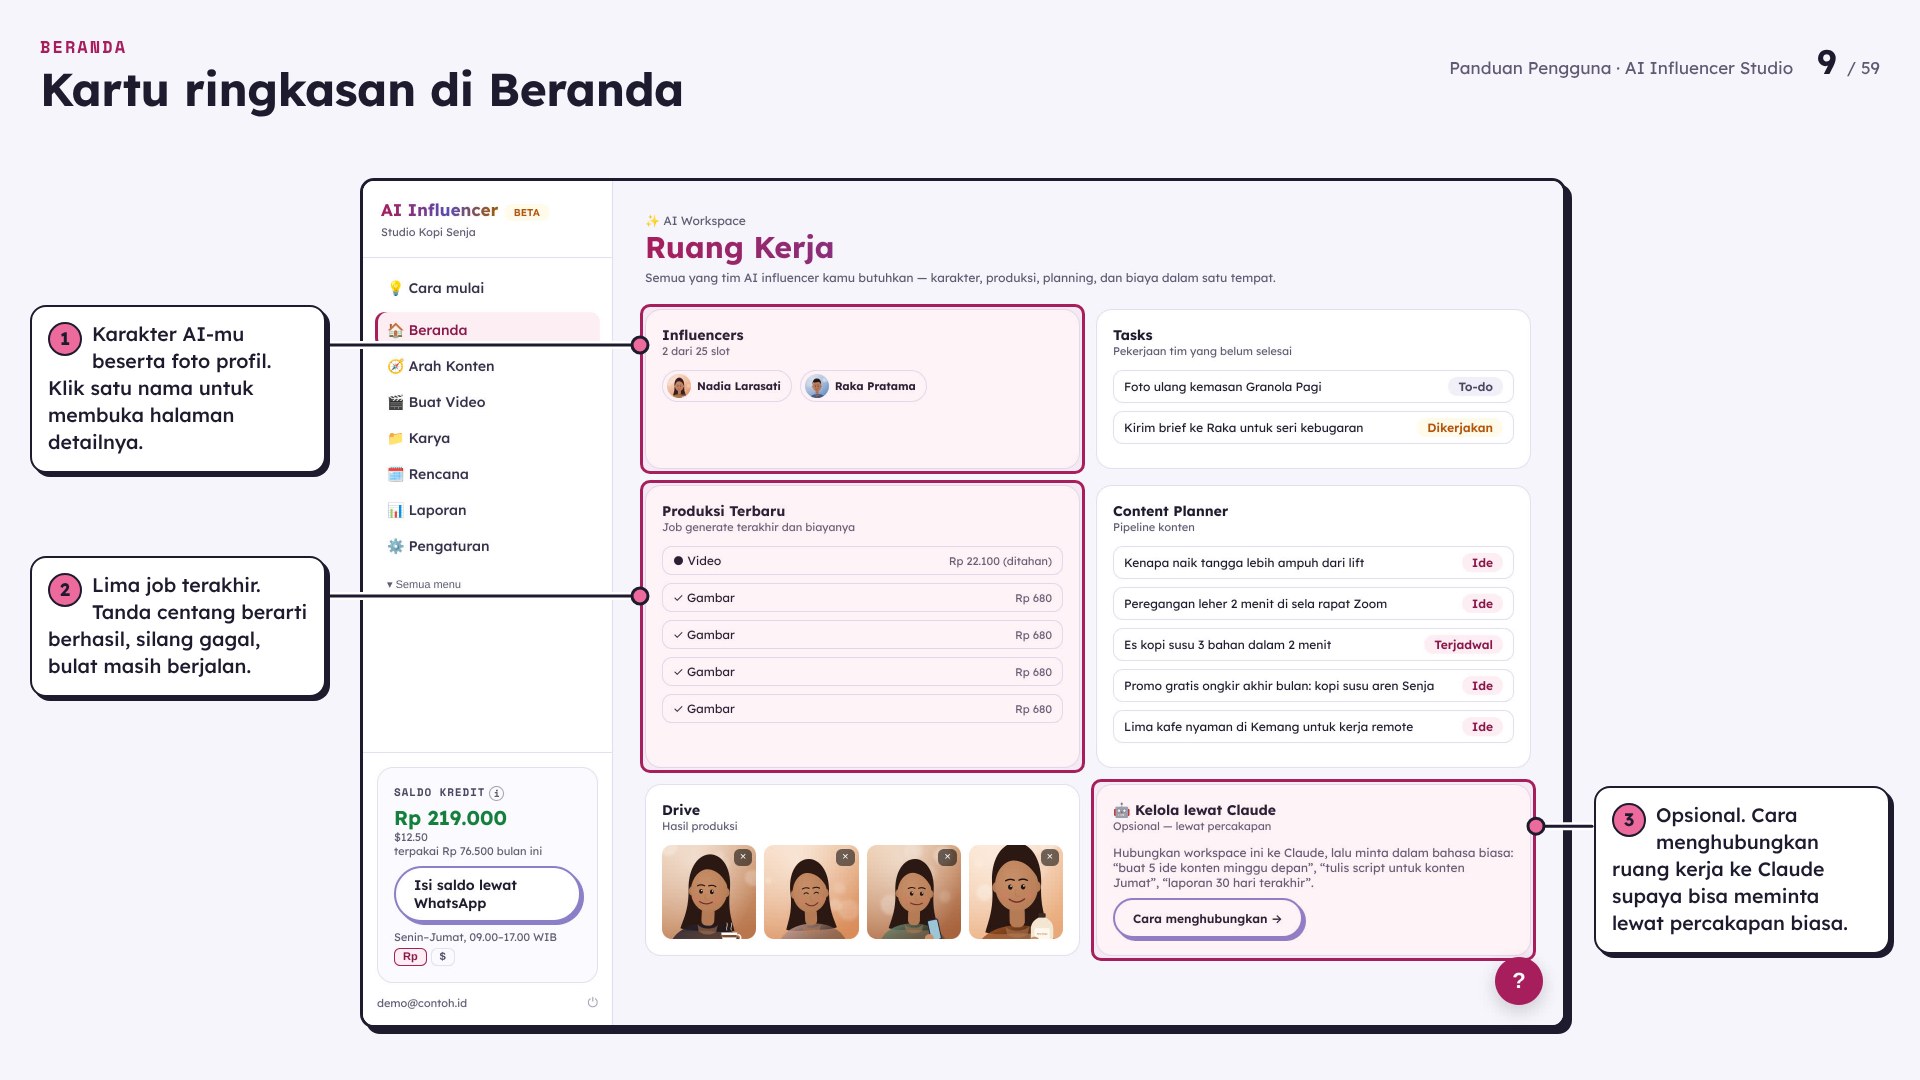 BERANDA
Kartu ringkasan di Beranda
Panduan Pengguna · AI Influencer Studio 9 / 59
1 Karakter AI-mu
beserta foto profil.
Klik satu nama untuk
membuka halaman
detailnya.
2 Lima job terakhir.
Tanda centang berarti
berhasil, silang gagal,
bulat masih berjalan.
AI Influencer BETA
Studio Kopi Senja
💡 Cara mulai
🏠 Beranda
🧭 Arah Konten
🎬 Buat Video
📁 Karya
🗓️ Rencana
📊 Laporan
⚙️ Pengaturan
▾ Semua menu
SALDO KREDIT i
Rp 219.000
$12.50
terpakai Rp 76.500 bulan ini
Isi saldo lewat
WhatsApp
Senin–Jumat, 09.00–17.00 WIB
Rp $
demo@contoh.id
✨ AI Workspace
Ruang Kerja
Semua yang tim AI influencer kamu butuhkan — karakter, produksi, planning, dan biaya dalam satu tempat.
Influencers
2 dari 25 slot
Nadia Larasati Raka Pratama
Tasks
Pekerjaan tim yang belum selesai
Foto ulang kemasan Granola Pagi To-do
Kirim brief ke Raka untuk seri kebugaran Dikerjakan
Produksi Terbaru
Job generate terakhir dan biayanya
● Video Rp 22.100 (ditahan)
✓ Gambar Rp 680
✓ Gambar Rp 680
✓ Gambar Rp 680
✓ Gambar Rp 680
Content Planner
Pipeline konten
Kenapa naik tangga lebih ampuh dari lift Ide
Peregangan leher 2 menit di sela rapat Zoom Ide
Es kopi susu 3 bahan dalam 2 menit Terjadwal
Promo gratis ongkir akhir bulan: kopi susu aren Senja Ide
Lima kafe nyaman di Kemang untuk kerja remote Ide
Drive
Hasil produksi
× × × ×
🤖 Kelola lewat Claude
Opsional — lewat percakapan
Hubungkan workspace ini ke Claude, lalu minta dalam bahasa biasa:
“buat 5 ide konten minggu depan”, “tulis script untuk konten
Jumat”, “laporan 30 hari terakhir”.
Cara menghubungkan →
?
3 Opsional. Cara
menghubungkan
ruang kerja ke Claude
supaya bisa meminta
lewat percakapan biasa.